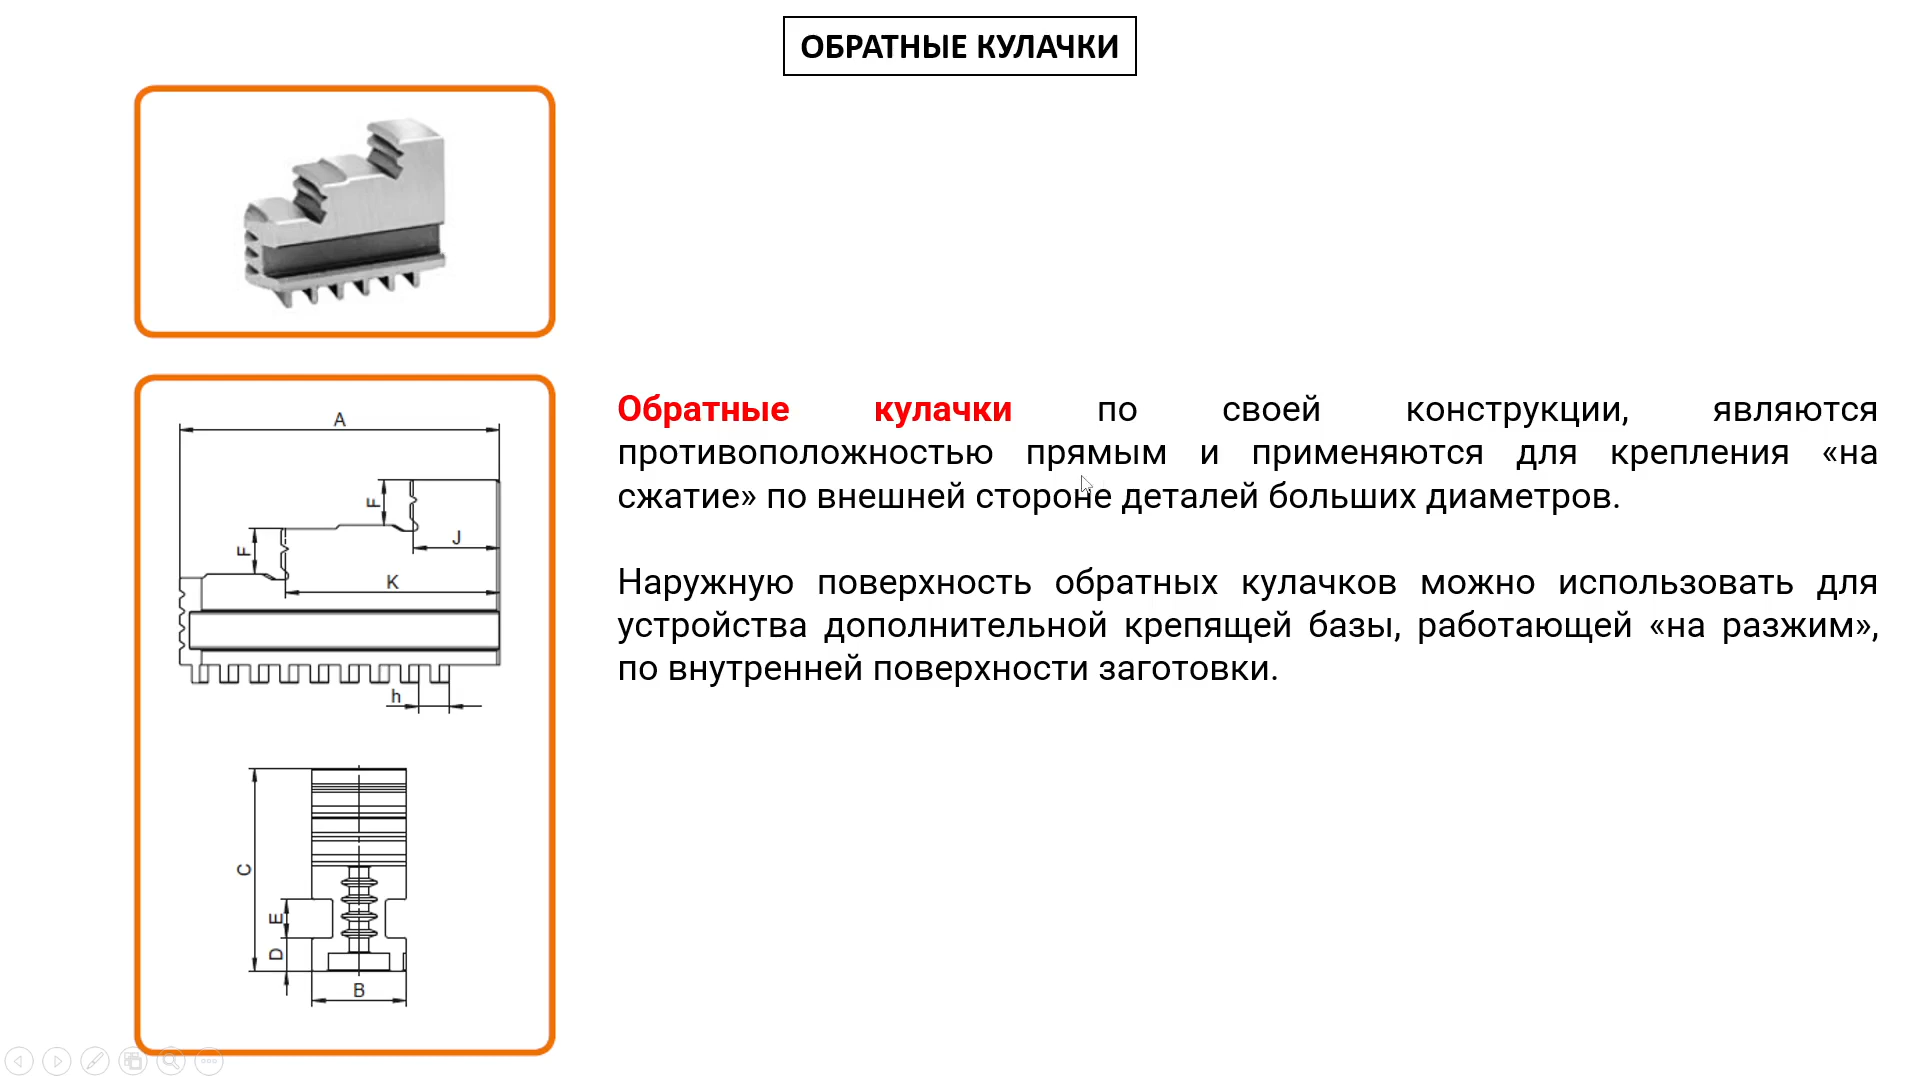 ОБРАТНЫЕ КУЛАЧКИ
A
F
J
F
K
h
C
E
D
B
Обратные кулачки по своей конструкции, являются
противоположностью прямым и применяются для крепления «на
сжатие» по внешней стороне деталей больших диаметров.
Наружную поверхность обратных кулачков можно использовать для
устройства дополнительной крепящей базы, работающей «на разжим»,
по внутренней поверхности заготовки.